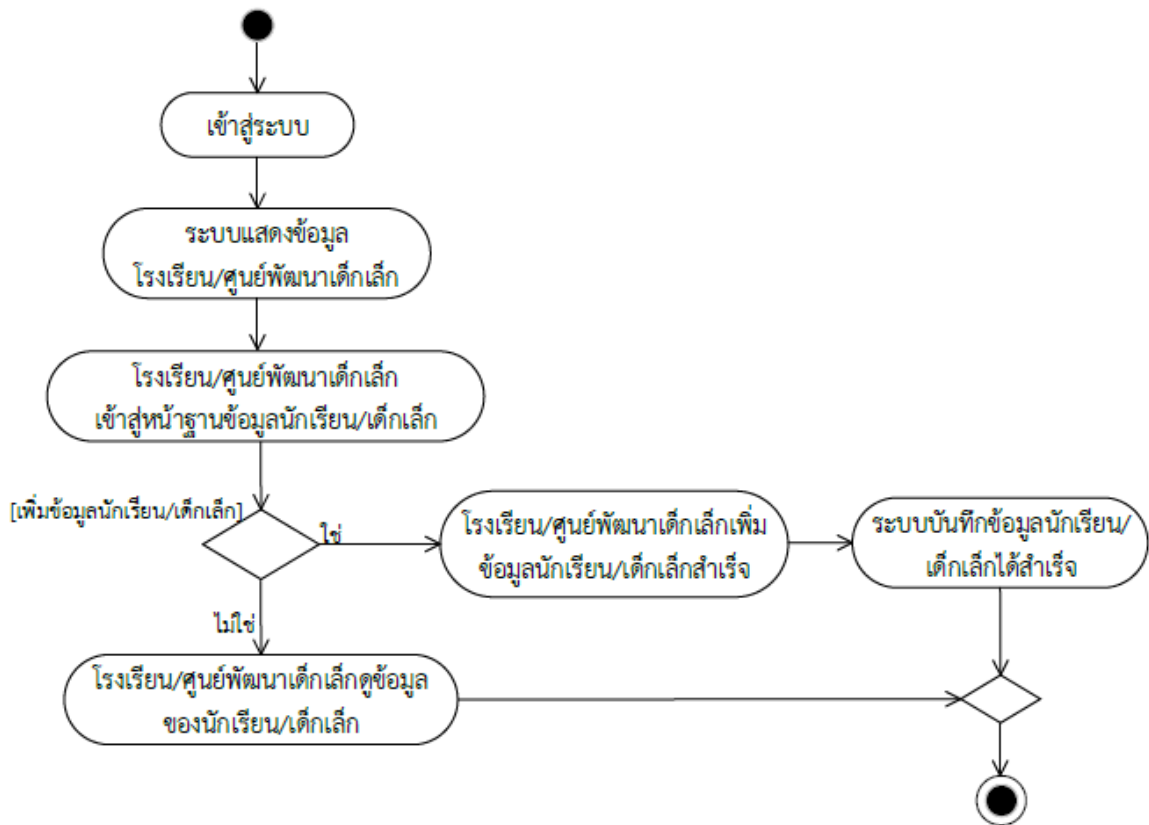 เข้าสู่ระบบ
ระบบแสดงข้อมูล
โรงเรียน/ศูนย์พัฒนาเด็กเล็ก
โรงเรียน/ศูนย์พัฒนาเด็กเล็ก
เข้าสู่หน้าฐานข้อมูลนักเรียน/เด็กเล็ก
[เพิ่มข้อมูลนักเรียน/เด็กเล็ก]
ใช่
โรงเรียน/ศูนย์พัฒนาเด็กเล็กเพิ่ม
ข้อมูลนักเรียน/เด็กเล็กสำเร็จ
ระบบบันทึกข้อมูลนักเรียน/
เด็กเล็กได้สำเร็จ
ไม่ใช่
โรงเรียน/ศูนย์พัฒนาเด็กเล็กดูข้อมูล
ของนักเรียน/เด็กเล็ก